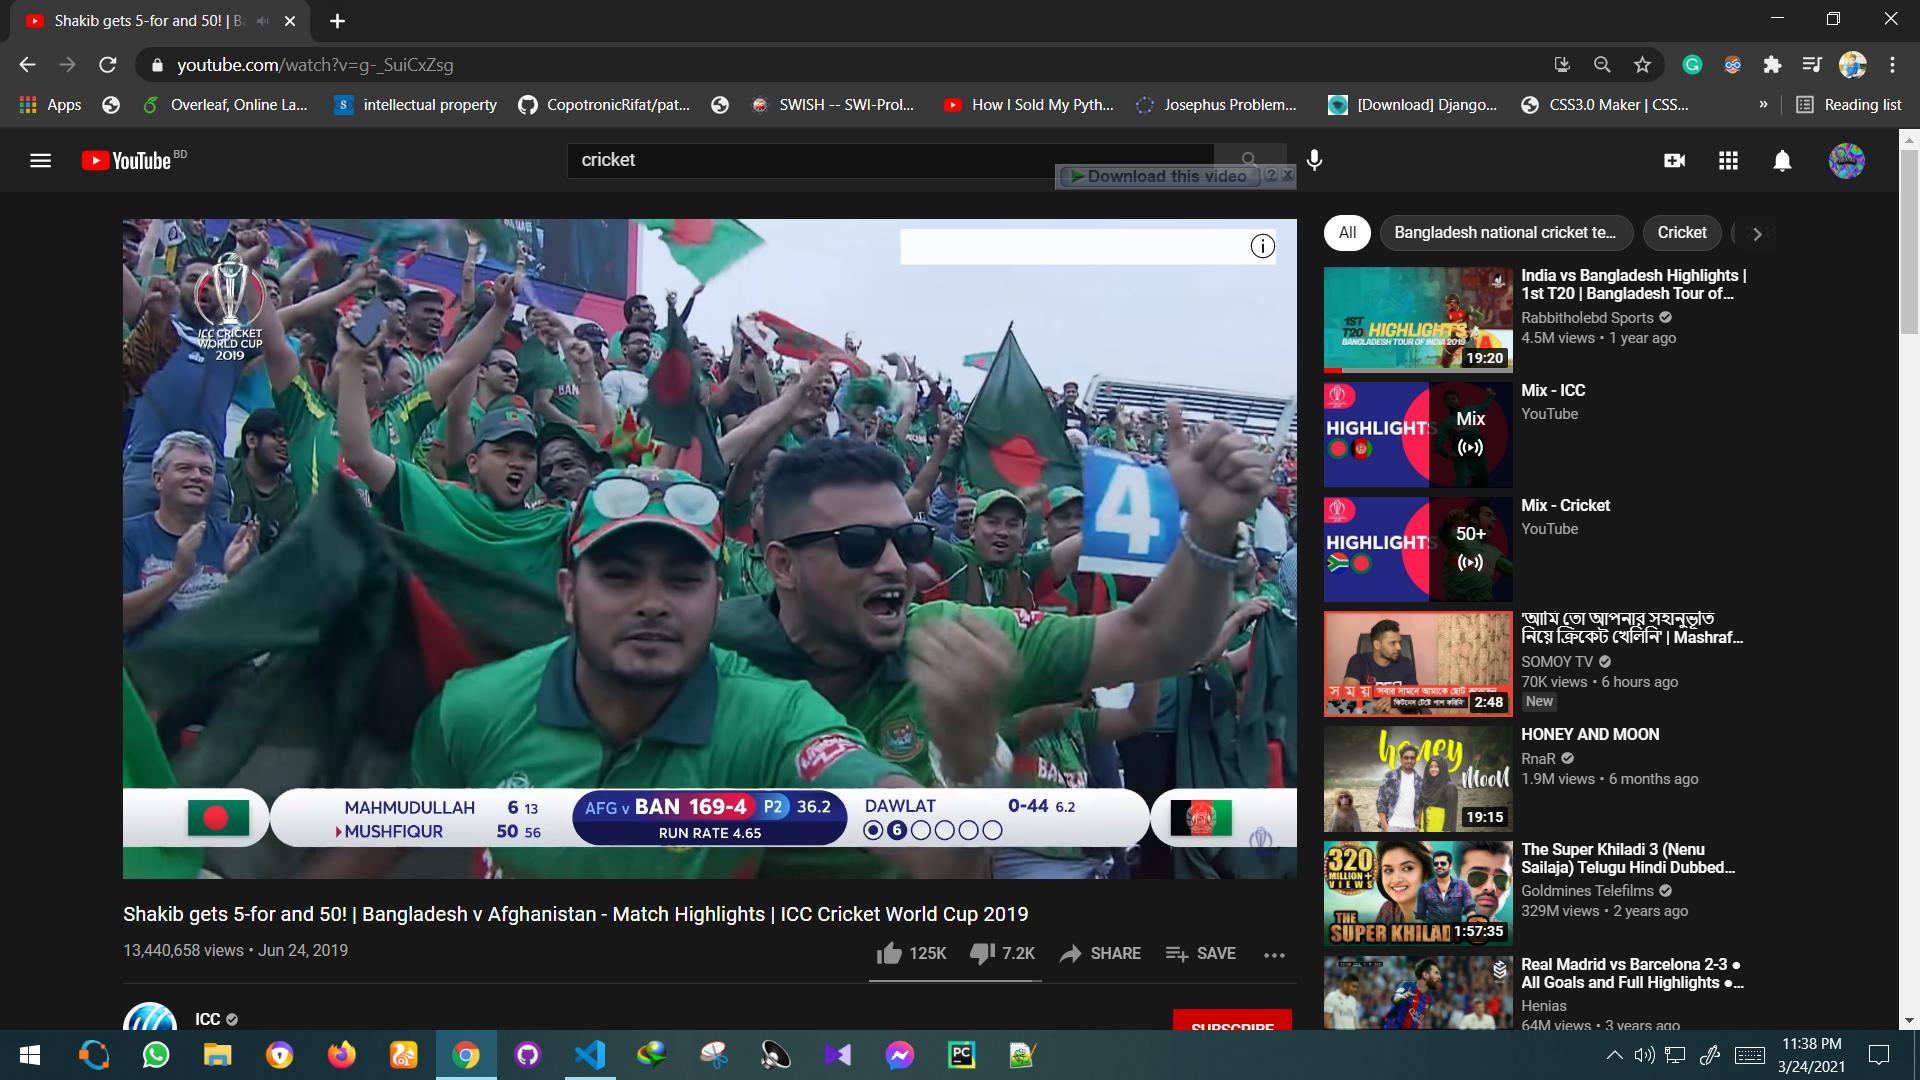 Shakib gets 5-for and 50! | Ba
youtube.com/watch?v=g-_SuiCxZsg
Apps
Overleaf, Online La...
intellectual property
CopotronicRifat/pat...
SWISH -- SWI-Prol...
How I Sold My Pyth...
Josephus Problem...
[Download] Django...
CSS3.0 Maker | CSS...
»
Reading list
YouTube BD
cricket
Download this video ? X
ICC CRICKET
WORLD CUP
2019
4
BAN
MAHMUDULLAH 6 13
MUSHFIQUR 50 56
AFG v BAN 169-4 P2 36.2
RUN RATE 4.65
DAWLAT 0-44 6.2
6
Shakib gets 5-for and 50! | Bangladesh v Afghanistan - Match Highlights | ICC Cricket World Cup 2019
13,440,658 views • Jun 24, 2019
125K 7.2K SHARE SAVE
ICC
SUBSCRIBE
All Bangladesh national cricket te... Cricket
1ST
T20 HIGHLIGHTS
BANGLADESH TOUR OF INDIA 2019
19:20
India vs Bangladesh Highlights |
1st T20 | Bangladesh Tour of...
Rabbitholebd Sports
4.5M views • 1 year ago
HIGHLIGHTS
Mix
Mix - ICC
YouTube
HIGHLIGHTS
50+
Mix - Cricket
YouTube
সময়
2:48
'আমি তো আপনার সহানুভূতি
নিয়ে ক্রিকেট খেলিনি' | Mashraf...
SOMOY TV
70K views • 6 hours ago
New
honey
MOON
19:15
HONEY AND MOON
RnaR
1.9M views • 6 months ago
320
MILLION+
VIEWS
THE
SUPER KHILADI
1:57:35
The Super Khiladi 3 (Nenu
Sailaja) Telugu Hindi Dubbed...
Goldmines Telefilms
329M views • 2 years ago
Real Madrid vs Barcelona 2-3 ●
All Goals and Full Highlights ●...
Henias
64M views • 3 years ago
PC
11:38 PM
3/24/2021